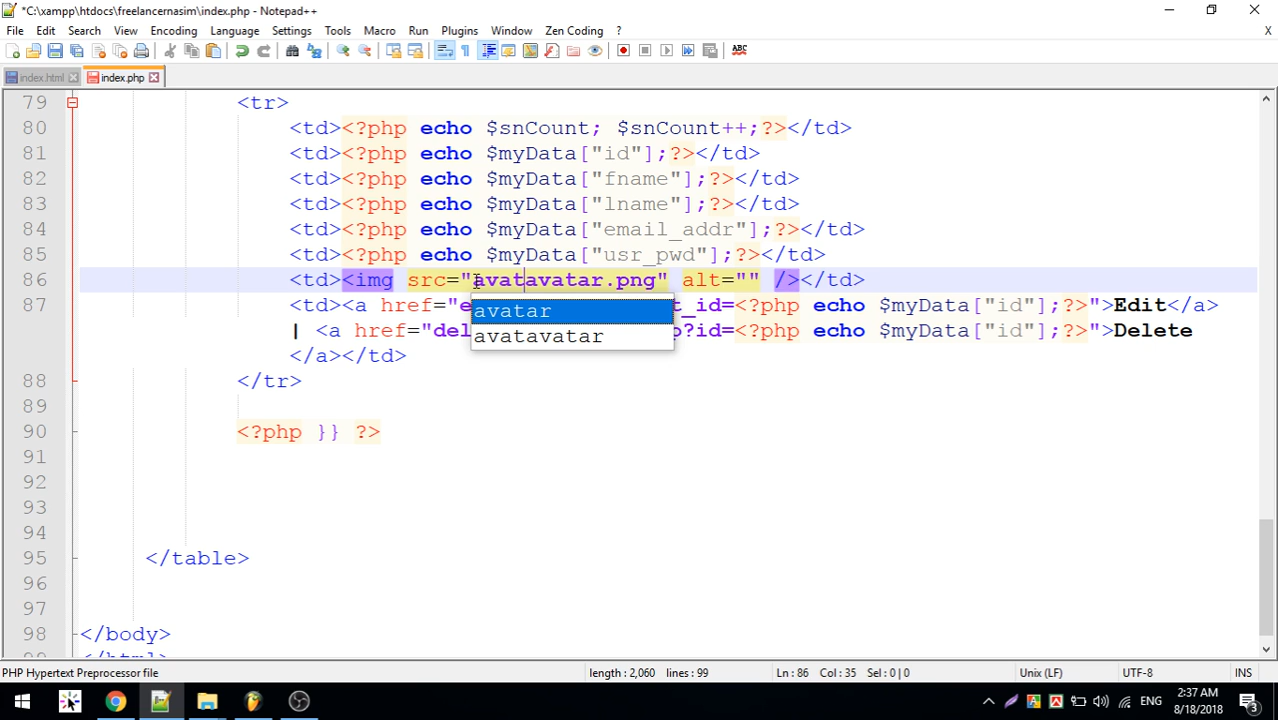 *C:\xampp\htdocs\freelancernasim\index.php - Notepad++
File Edit Search View Encoding Language Settings Tools Macro Run Plugins Window Zen Coding ?
X
index.html index.php
79 <tr>
80 <td><?php echo $snCount; $snCount++;?></td>
81 <td><?php echo $myData["id"];?></td>
82 <td><?php echo $myData["fname"];?></td>
83 <td><?php echo $myData["lname"];?></td>
84 <td><?php echo $myData["email_addr"];?></td>
85 <td><?php echo $myData["usr_pwd"];?></td>
86 <td><img src="avatavatar.png" alt="" /></td>
87 <td><a href="e t_id=<?php echo $myData["id"];?>">Edit</a>
avatar
| <a href="del p?id=<?php echo $myData["id"];?>">Delete
avatavatar
</a></td>
88 </tr>
89
90 <?php }} ?>
91
92
93
94
95 </table>
96
97
98 </body>
99 </html>
PHP Hypertext Preprocessor file length : 2,060 lines : 99 Ln : 86 Col : 35 Sel : 0 | 0 Unix (LF) UTF-8 INS
ENG 2:37 AM
8/18/2018
3